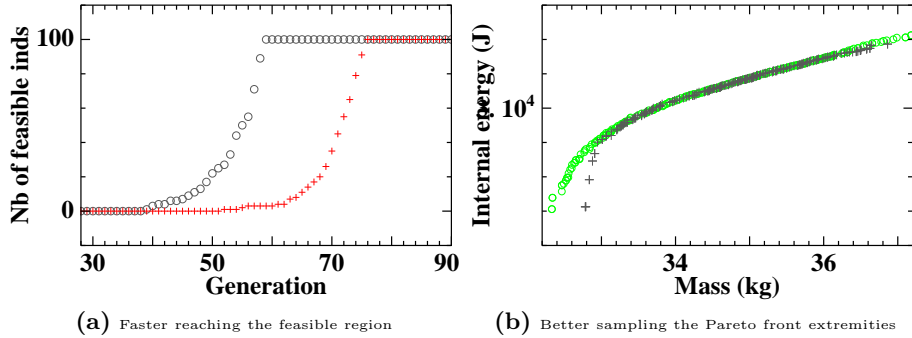 (a)
(b)
100
0
Nb of feasible inds
30
50
70
90
Generation
(a) Faster reaching the feasible region
Internal energy (J)
10^4
34
36
Mass (kg)
(b) Better sampling the Pareto front extremities